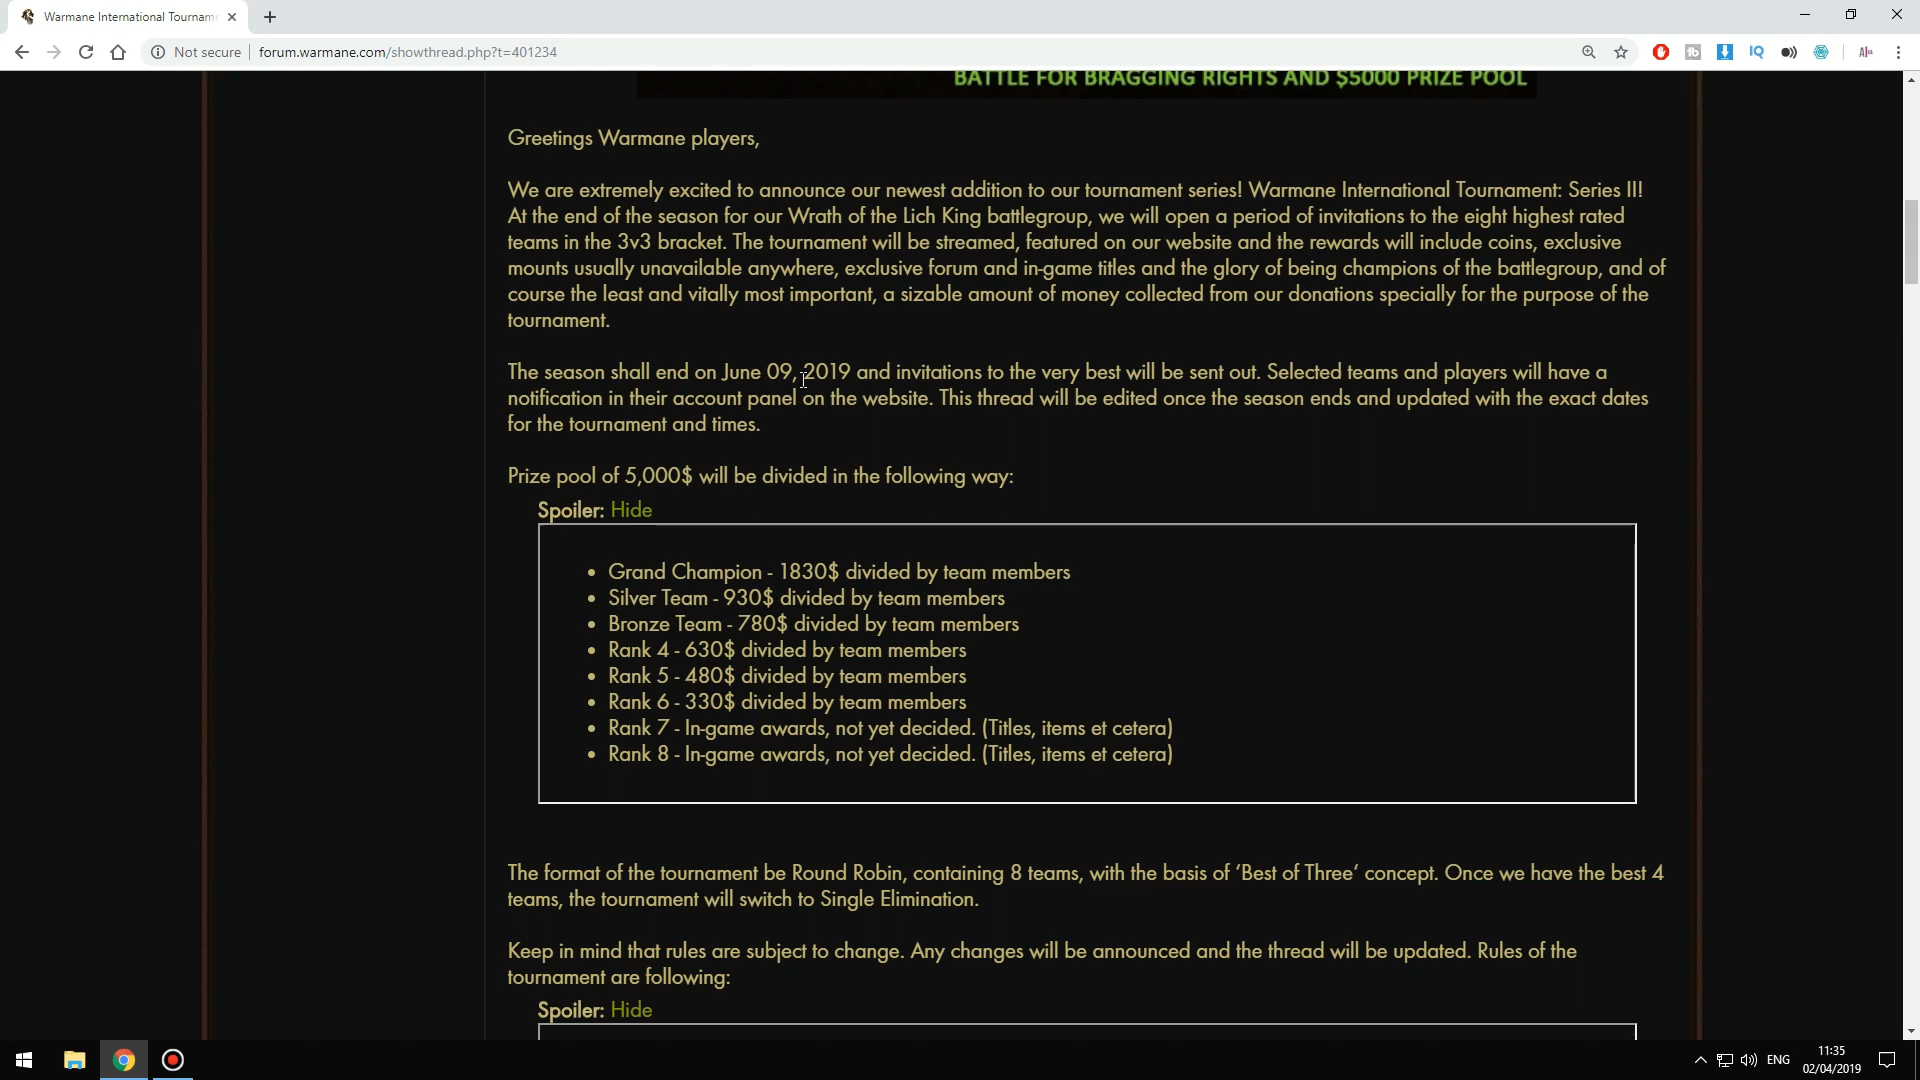 Warmane International Tourname
Not secure
forum.warmane.com/showthread.php?t=401234
IQ
BATTLE FOR BRAGGING RIGHTS AND $5000 PRIZE POOL
Greetings Warmane players,
We are extremely excited to announce our newest addition to our tournament series! Warmane International Tournament: Series II!
At the end of the season for our Wrath of the Lich King battlegroup, we will open a period of invitations to the eight highest rated
teams in the 3v3 bracket. The tournament will be streamed, featured on our website and the rewards will include coins, exclusive
mounts usually unavailable anywhere, exclusive forum and in-game titles and the glory of being champions of the battlegroup, and of
course the least and vitally most important, a sizable amount of money collected from our donations specially for the purpose of the
tournament.
The season shall end on June 09, 2019 and invitations to the very best will be sent out. Selected teams and players will have a
notification in their account panel on the website. This thread will be edited once the season ends and updated with the exact dates
for the tournament and times.
Prize pool of 5,000$ will be divided in the following way:
Spoiler: Hide
• Grand Champion - 1830$ divided by team members
• Silver Team - 930$ divided by team members
• Bronze Team - 780$ divided by team members
• Rank 4 - 630$ divided by team members
• Rank 5 - 480$ divided by team members
• Rank 6 - 330$ divided by team members
• Rank 7 - In-game awards, not yet decided. (Titles, items et cetera)
• Rank 8 - In-game awards, not yet decided. (Titles, items et cetera)
The format of the tournament be Round Robin, containing 8 teams, with the basis of ‘Best of Three’ concept. Once we have the best 4
teams, the tournament will switch to Single Elimination.
Keep in mind that rules are subject to change. Any changes will be announced and the thread will be updated. Rules of the
tournament are following:
Spoiler: Hide
ENG
11:35
02/04/2019